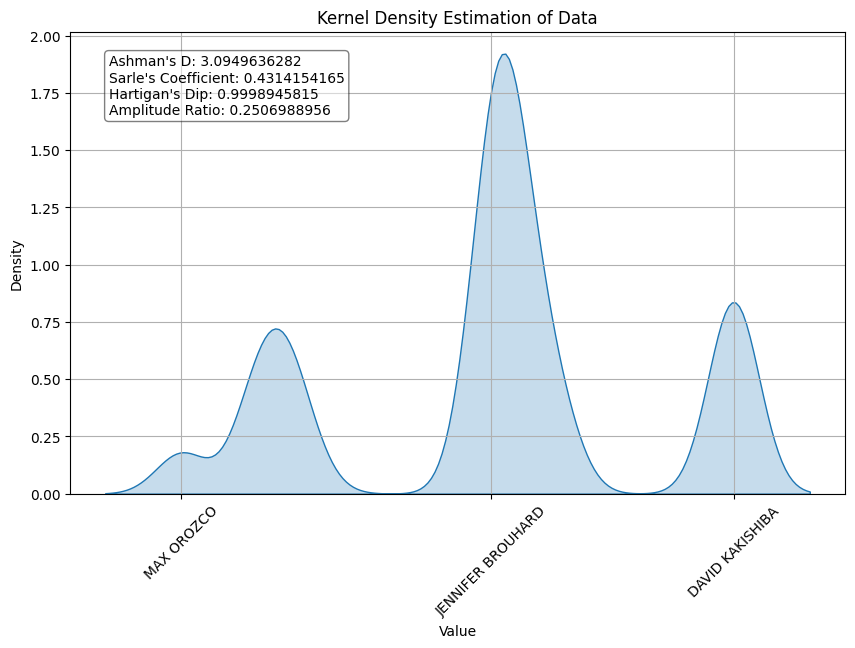 Kernel Density Estimation of Data
2.00
1.75
1.50
1.25
1.00
0.75
0.50
0.25
0.00
Density
Ashman's D: 3.0949636282
Sarle's Coefficient: 0.4314154165
Hartigan's Dip: 0.9998945815
Amplitude Ratio: 0.2506988956
MAX OROZCO
JENNIFER BROUHARD
DAVID KAKISHIBA
Value